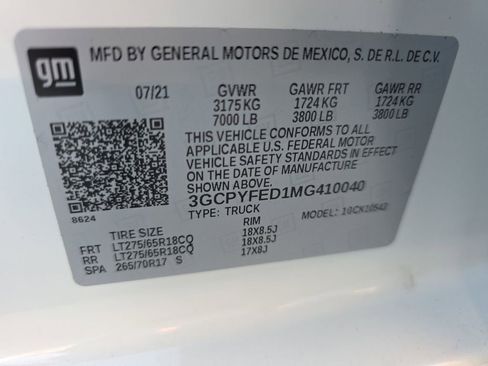 gm
MFD BY GENERAL MOTORS DE MEXICO, S. DE R.L. DE C.V.
07/21 GVWR GAWR FRT GAWR RR
3175 KG 1724 KG 1724 KG
7000 LB 3800 LB 3800 LB
THIS VEHICLE CONFORMS TO ALL
APPLICABLE U.S. FEDERAL MOTOR
VEHICLE SAFETY STANDARDS IN EFFECT
ON THE DATE OF MANUFACTURE
SHOWN ABOVE.
3GCPYFED1MG410040
TYPE: TRUCK MODEL: 1GCK10543
8624
TIRE SIZE RIM
FRT LT275/65R18CQ 18X8.5J
RR LT275/65R18CQ 18X8.5J
SPA 265/70R17 S 17X8J